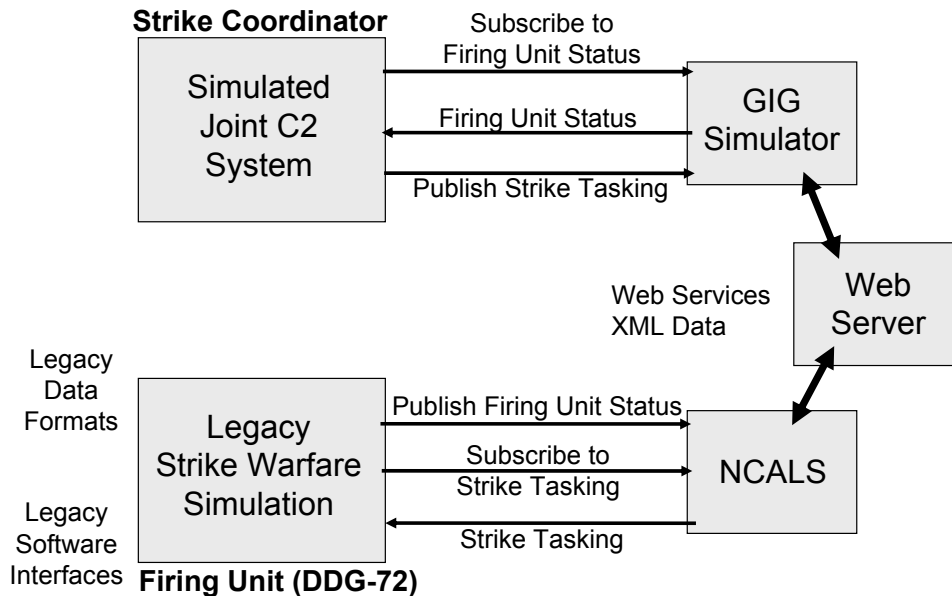 Strike Coordinator
Simulated
Joint C2
System
Subscribe to
Firing Unit Status
Firing Unit Status
Publish Strike Tasking
GIG
Simulator
Web Services
XML Data
Web
Server
Legacy
Data
Formats
Legacy
Software
Interfaces
Legacy
Strike Warfare
Simulation
Firing Unit (DDG-72)
Publish Firing Unit Status
Subscribe to
Strike Tasking
Strike Tasking
NCALS